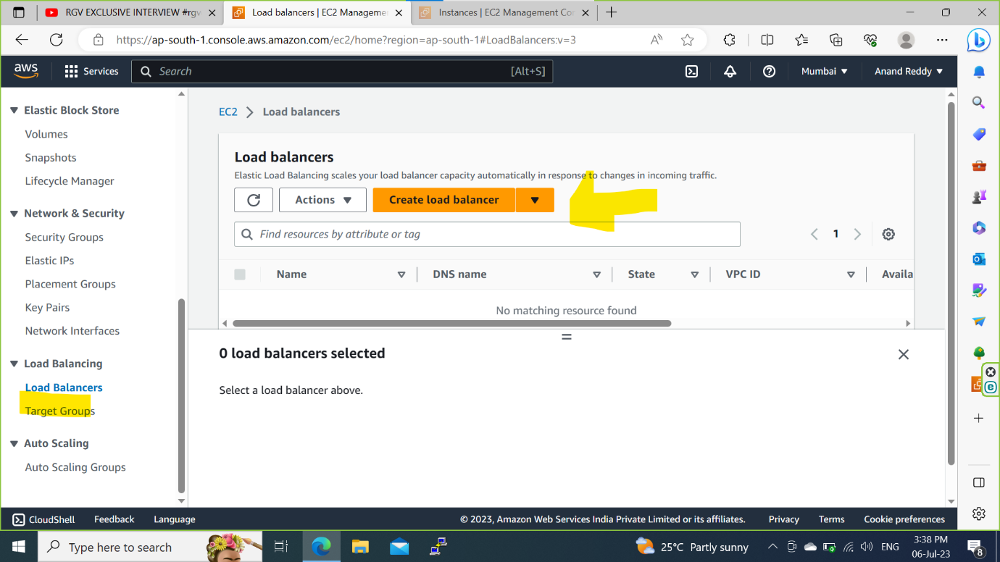 RGV EXCLUSIVE INTERVIEW #rgv
Load balancers | EC2 Manageme
Instances | EC2 Management Con
https://ap-south-1.console.aws.amazon.com/ec2/home?region=ap-south-1#LoadBalancers:v=3
aws
Services
Search
[Alt+S]
Mumbai
Anand Reddy
Elastic Block Store
Volumes
Snapshots
Lifecycle Manager
Network & Security
Security Groups
Elastic IPs
Placement Groups
Key Pairs
Network Interfaces
Load Balancing
Load Balancers
Target Groups
Auto Scaling
Auto Scaling Groups
EC2 > Load balancers
Load balancers
Elastic Load Balancing scales your load balancer capacity automatically in response to changes in incoming traffic.
Actions
Create load balancer
Find resources by attribute or tag
1
Name
DNS name
State
VPC ID
Availa
No matching resource found
0 load balancers selected
Select a load balancer above.
CloudShell
Feedback
Language
© 2023, Amazon Web Services India Private Limited or its affiliates.
Privacy
Terms
Cookie preferences
Type here to search
25°C Partly sunny
ENG
3:38 PM
06-Jul-23
8